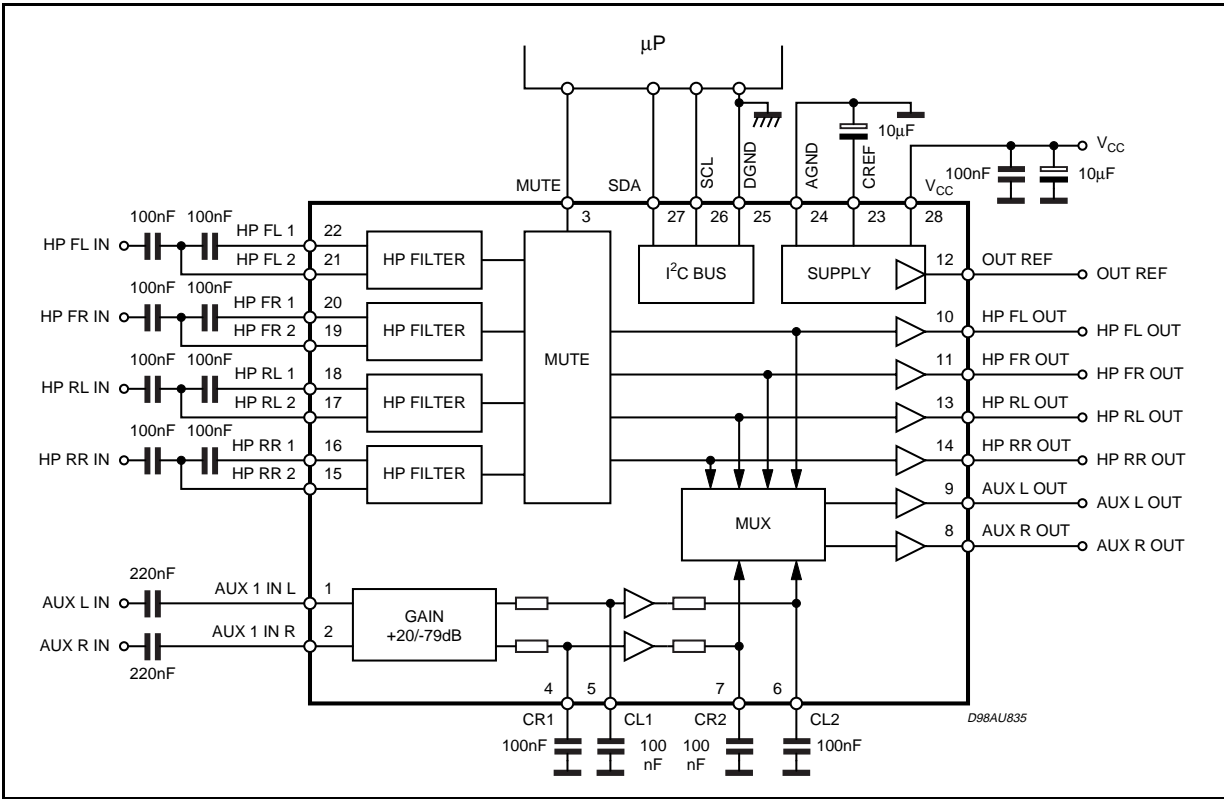 μP
10μF
V_CC
100nF
10μF
MUTE
SDA
SCL
DGND
AGND
CREF
V_CC
3
27
26
25
24
23
28
100nF 100nF
HP FL IN
HP FL 1
22
HP FL 2
21
HP FILTER
100nF 100nF
HP FR IN
HP FR 1
20
HP FR 2
19
HP FILTER
100nF 100nF
HP RL IN
HP RL 1
18
HP RL 2
17
HP FILTER
100nF 100nF
HP RR IN
HP RR 1
16
HP RR 2
15
HP FILTER
MUTE
I²C BUS
SUPPLY
12
OUT REF
OUT REF
10
HP FL OUT
HP FL OUT
11
HP FR OUT
HP FR OUT
13
HP RL OUT
HP RL OUT
14
HP RR OUT
HP RR OUT
9
AUX L OUT
AUX L OUT
8
AUX R OUT
AUX R OUT
MUX
220nF
AUX L IN
AUX 1 IN L
1
AUX R IN
AUX 1 IN R
2
220nF
GAIN
+20/-79dB
4
5
7
6
CR1
CL1
CR2
CL2
100nF
100
nF
100
nF
100nF
D98AU835